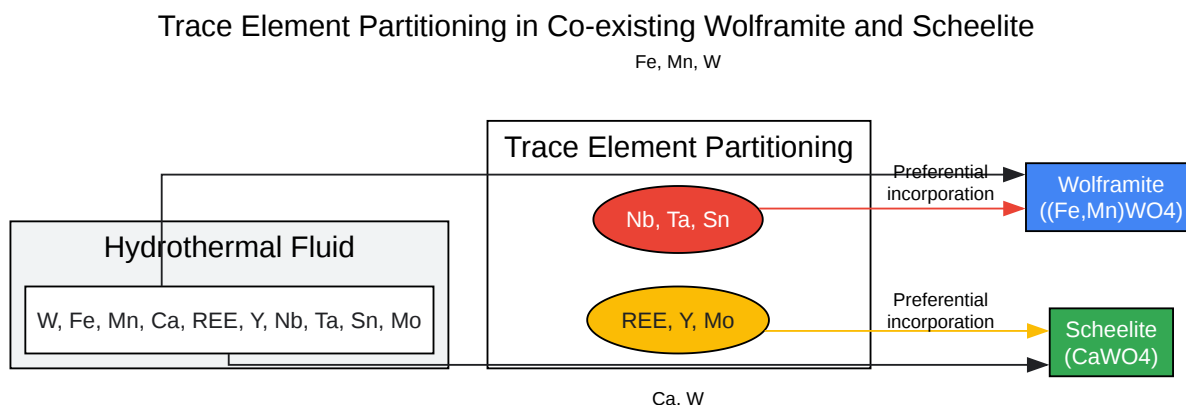 Trace Element Partitioning in Co-existing Wolframite and Scheelite
Fe, Mn, W
Trace Element Partitioning
Preferential
incorporation
Wolframite
((Fe,Mn)WO4)
Nb, Ta, Sn
Hydrothermal Fluid
W, Fe, Mn, Ca, REE, Y, Nb, Ta, Sn, Mo
REE, Y, Mo
Preferential
incorporation
Scheelite
(CaWO4)
Ca, W